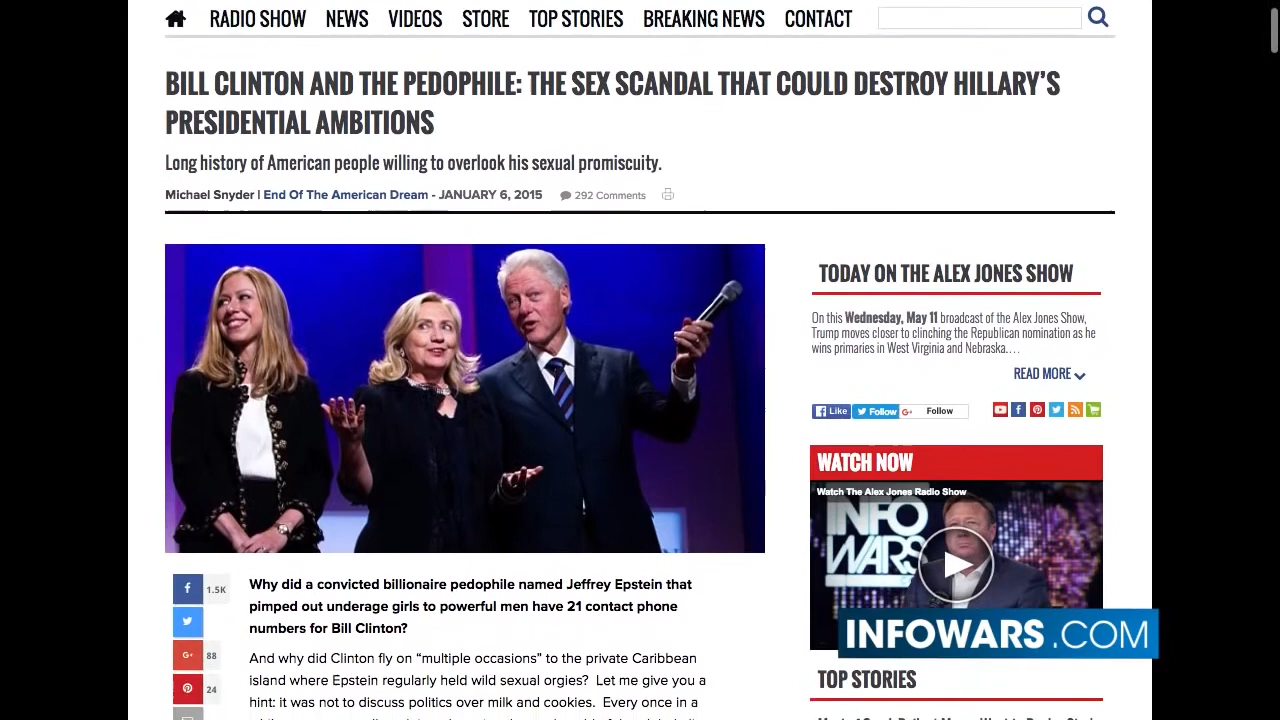 RADIO SHOW NEWS VIDEOS STORE TOP STORIES BREAKING NEWS CONTACT
BILL CLINTON AND THE PEDOPHILE: THE SEX SCANDAL THAT COULD DESTROY HILLARY'S
PRESIDENTIAL AMBITIONS
Long history of American people willing to overlook his sexual promiscuity.
Michael Snyder | End Of The American Dream - JANUARY 6, 2015 292 Comments
TODAY ON THE ALEX JONES SHOW
On this Wednesday, May 11 broadcast of the Alex Jones Show,
Trump moves closer to clinching the Republican nomination as he
wins primaries in West Virginia and Nebraska....
READ MORE
Like Follow G+ Follow
WATCH NOW
Watch The Alex Jones Radio Show
INFO
WARS
INFOWARS.COM
1.5K
G+ 88
24
Why did a convicted billionaire pedophile named Jeffrey Epstein that
pimped out underage girls to powerful men have 21 contact phone
numbers for Bill Clinton?
And why did Clinton fly on “multiple occasions” to the private Caribbean
island where Epstein regularly held wild sexual orgies? Let me give you a
hint: it was not to discuss politics over milk and cookies. Every once in a
TOP STORIES